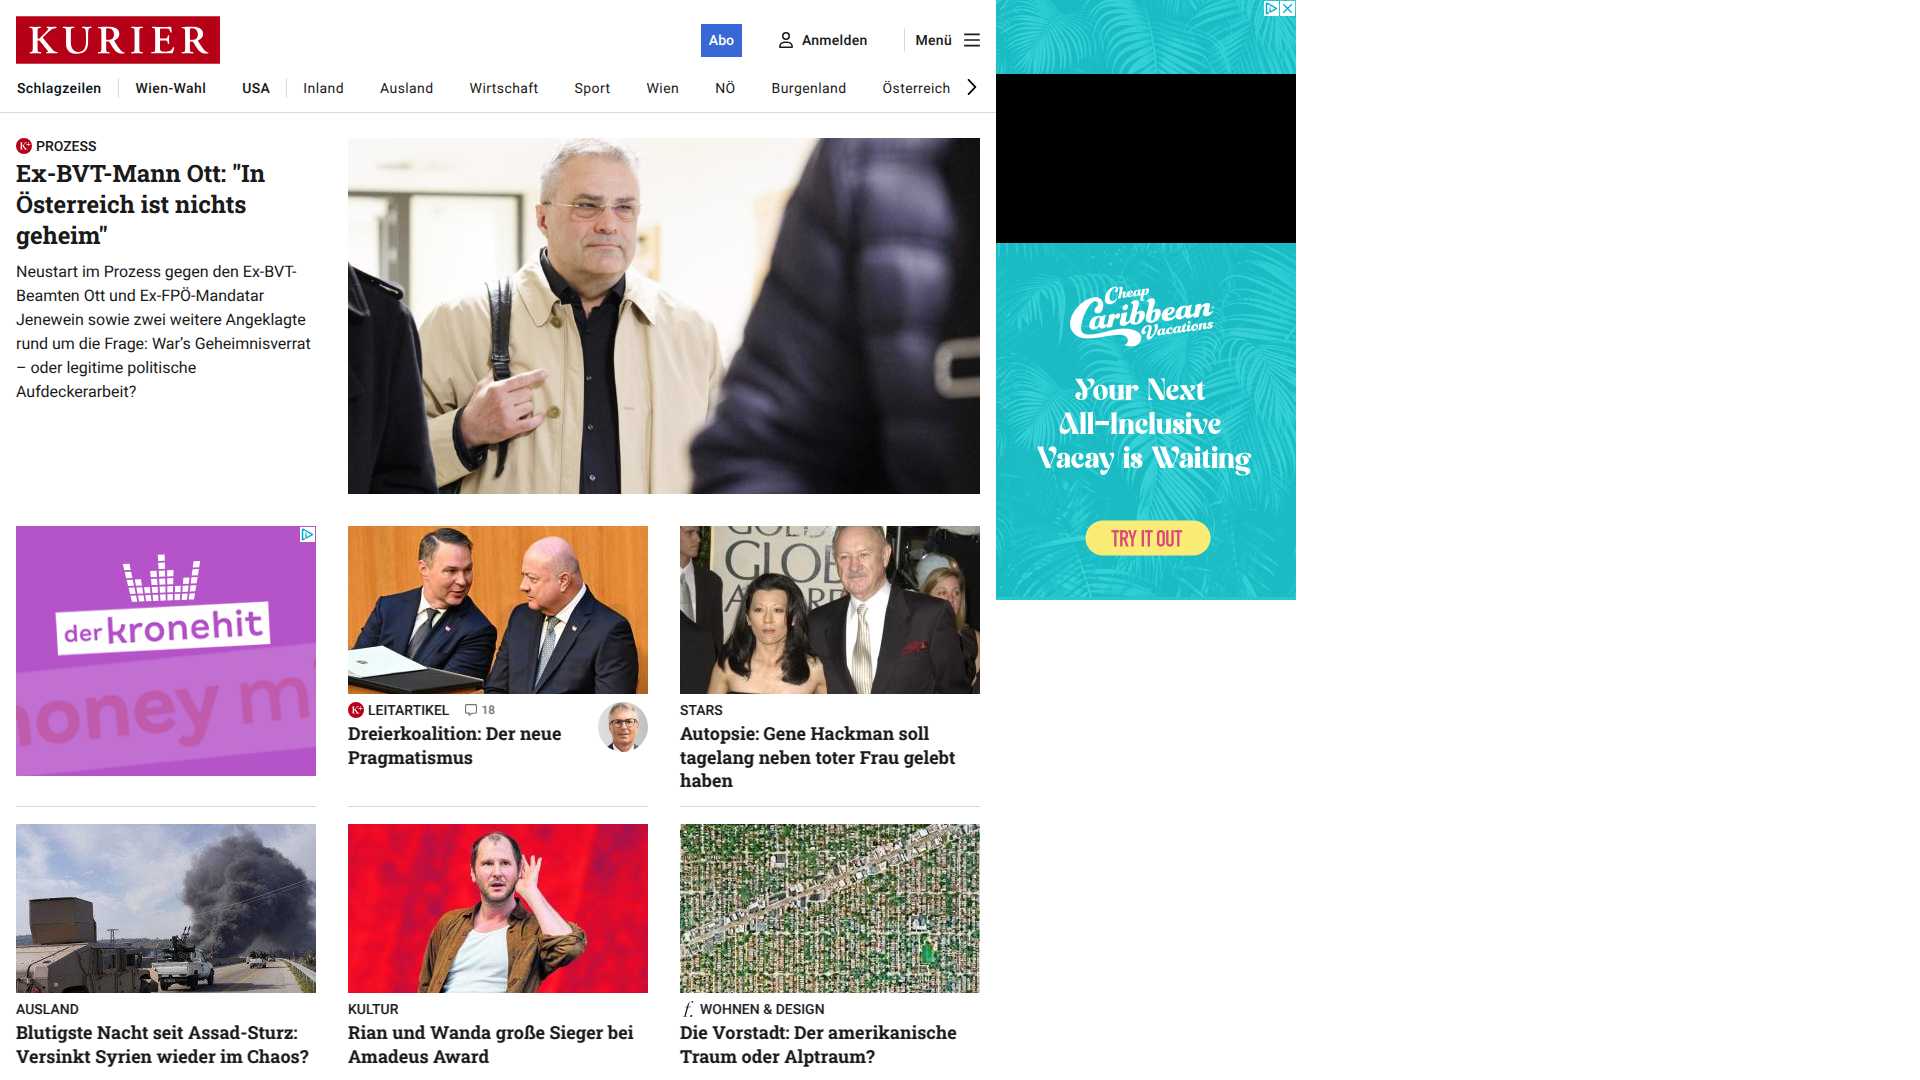 KURIER
Abo
Anmelden
Menü
Schlagzeilen
Wien-Wahl
USA
Inland
Ausland
Wirtschaft
Sport
Wien
NÖ
Burgenland
Österreich
K+ PROZESS
Ex-BVT-Mann Ott: "In
Österreich ist nichts
geheim"
Neustart im Prozess gegen den Ex-BVT-
Beamten Ott und Ex-FPÖ-Mandatar
Jenewein sowie zwei weitere Angeklagte
rund um die Frage: War’s Geheimnisverrat
– oder legitime politische
Aufdeckerarbeit?
Cheap
Caribbean
Vacations
Your Next
All-Inclusive
Vacay is Waiting
TRY IT OUT
der kronehit
money m
K+ LEITARTIKEL 18
Dreierkoalition: Der neue
Pragmatismus
GOLD
GLOB
AWARD
STARS
Autopsie: Gene Hackman soll
tagelang neben toter Frau gelebt
haben
AUSLAND
Blutigste Nacht seit Assad-Sturz:
Versinkt Syrien wieder im Chaos?
KULTUR
Rian und Wanda große Sieger bei
Amadeus Award
f. WOHNEN & DESIGN
Die Vorstadt: Der amerikanische
Traum oder Alptraum?